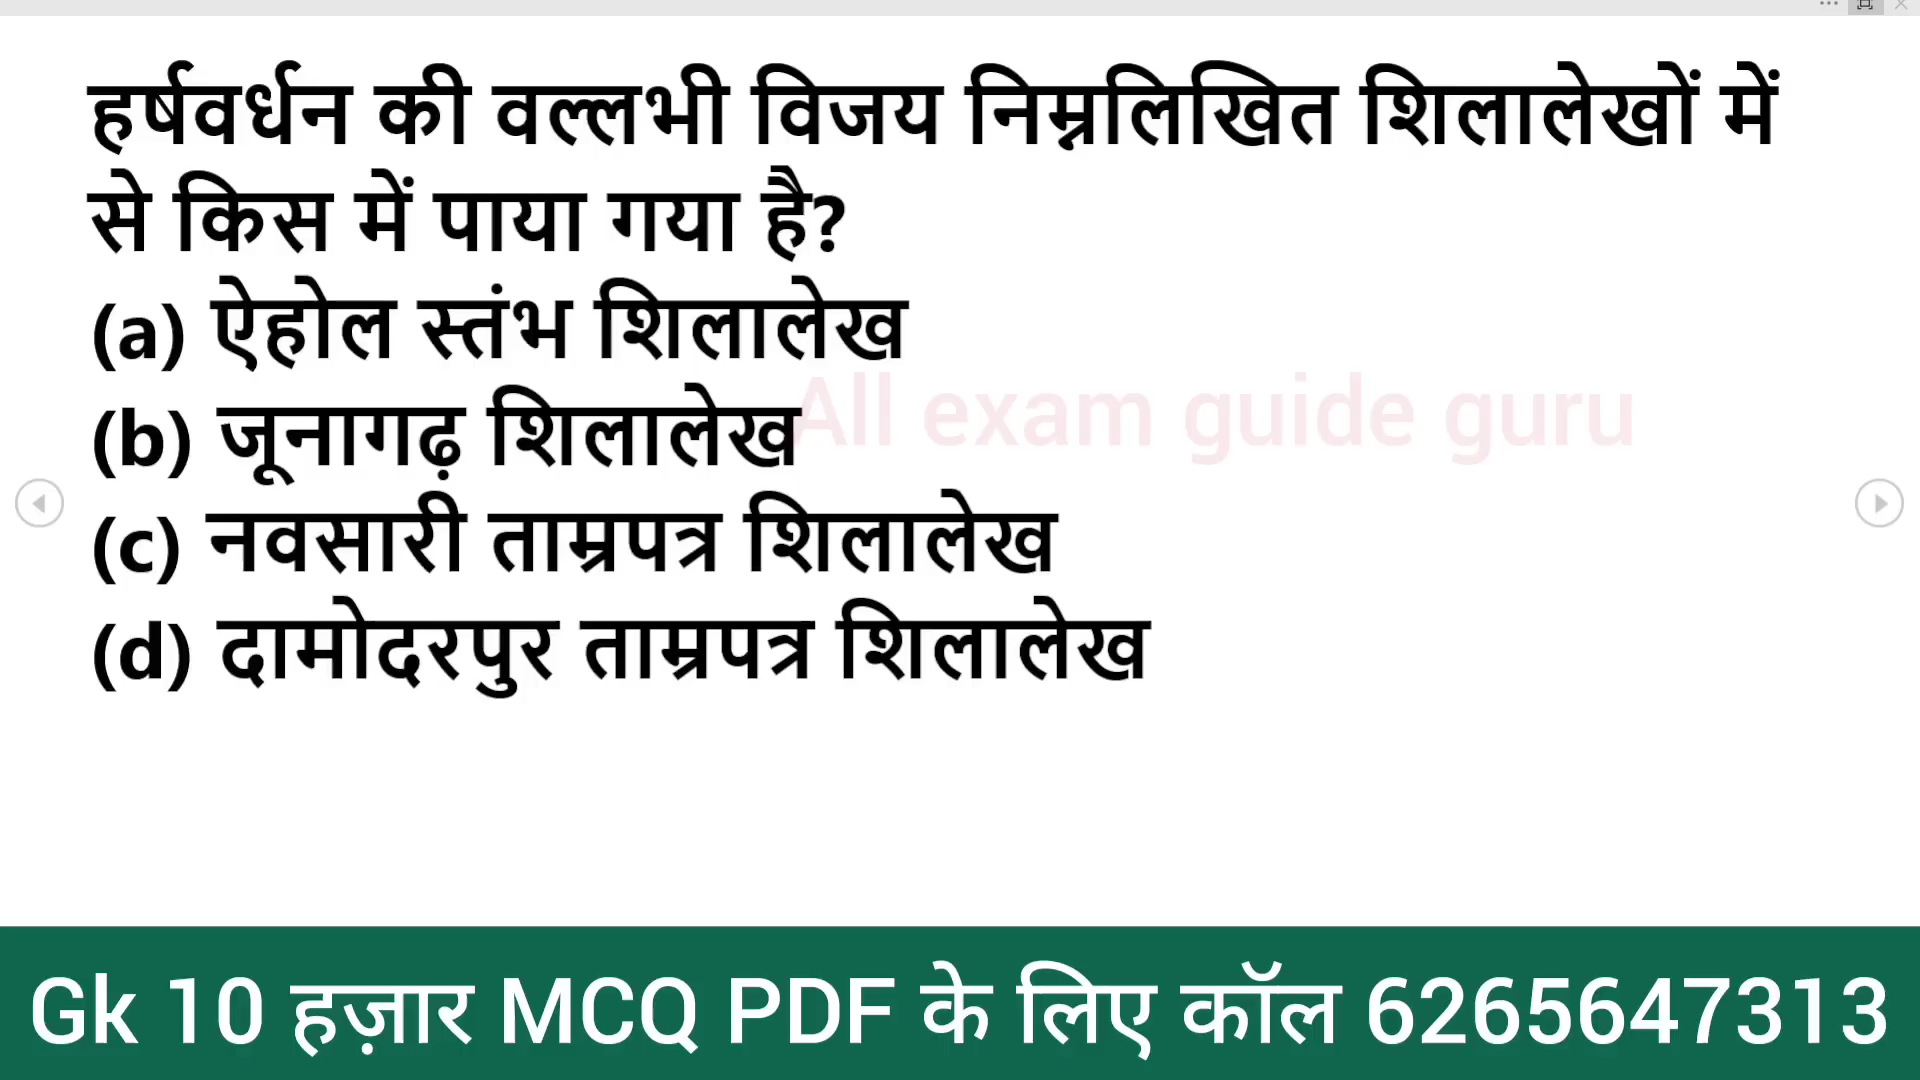 हर्षवर्धन की वल्लभी विजय निम्नलिखित शिलालेखों में
से किस में पाया गया है?
(a) ऐहोल स्तंभ शिलालेख
All exam guide guru
(b) जूनागढ़ शिलालेख
(c) नवसारी ताम्रपत्र शिलालेख
(d) दामोदरपुर ताम्रपत्र शिलालेख
Gk 10 हज़ार MCQ PDF के लिए कॉल 6265647313